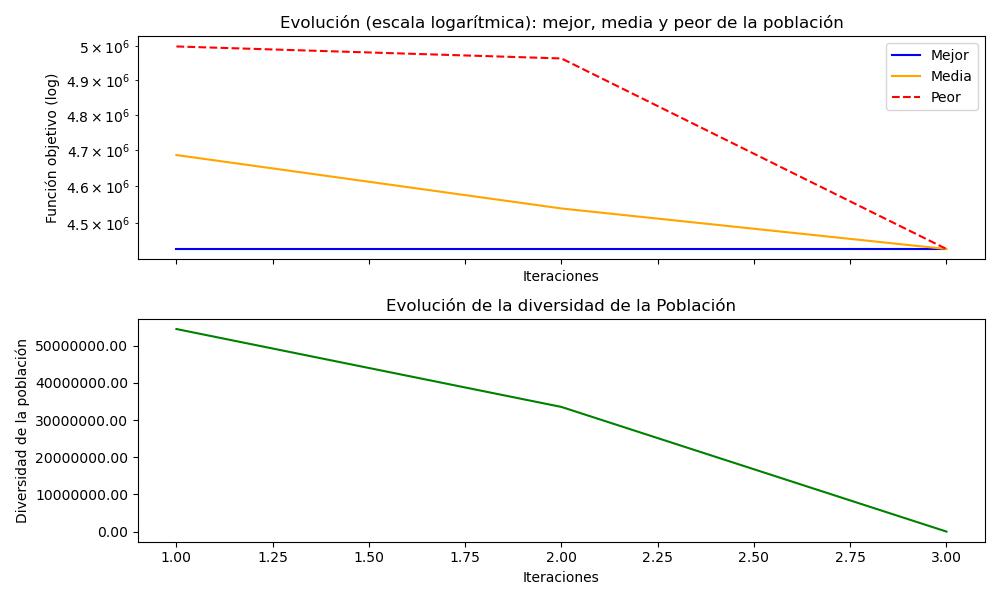 Evolución (escala logarítmica): mejor, media y peor de la población
Función objetivo (log)
5 × 10⁶
4.9 × 10⁶
4.8 × 10⁶
4.7 × 10⁶
4.6 × 10⁶
4.5 × 10⁶
Mejor
Media
Peor
Iteraciones
Evolución de la diversidad de la Población
Diversidad de la población
50000000.00
40000000.00
30000000.00
20000000.00
10000000.00
0.00
1.00 1.25 1.50 1.75 2.00 2.25 2.50 2.75 3.00
Iteraciones